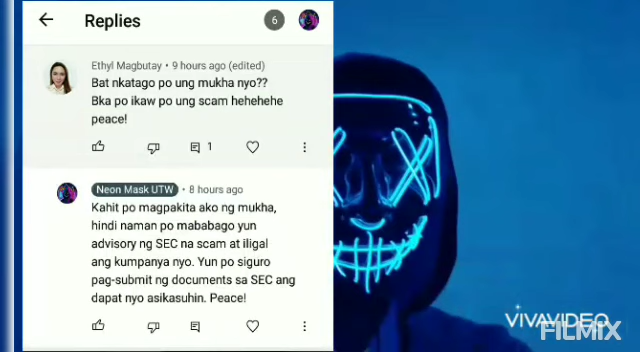 Replies
6
Ethyl Magbutay • 9 hours ago (edited)
Bat nkatago po ung mukha nyo??
Bka po ikaw po ung scam hehehehe
peace!
1
Neon Mask UTW • 8 hours ago
Kahit po magpakita ako ng mukha,
hindi naman po mababago yun
advisory ng SEC na scam at iligal
ang kumpanya nyo. Yun po siguro
pag-submit ng documents sa SEC ang
dapat nyo asikasuhin. Peace!
VIVAVIDEO
FILMIX